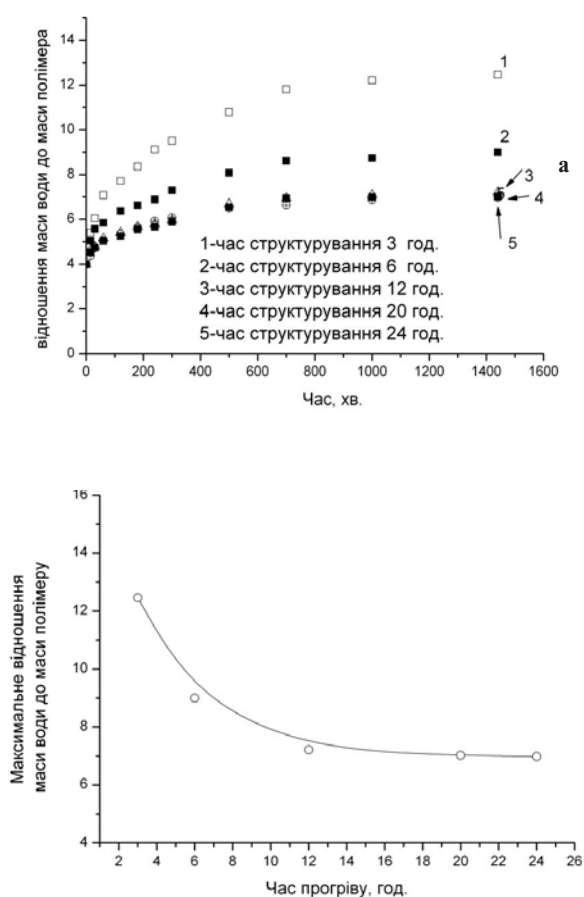 14
12
10
8
6
4
2
0
відношення маси води до маси полімера
1
2
а
3
4
5
1-час структурування 3 год.
2-час структурування 6 год.
3-час структурування 12 год.
4-час структурування 20 год.
5-час структурування 24 год.
0 200 400 600 800 1000 1200 1400 1600
Час, хв.
16
14
12
10
8
6
4
Максимальне відношення
маси води до маси полімеру
2 4 6 8 10 12 14 16 18 20 22 24 26
Час прогріву, год.